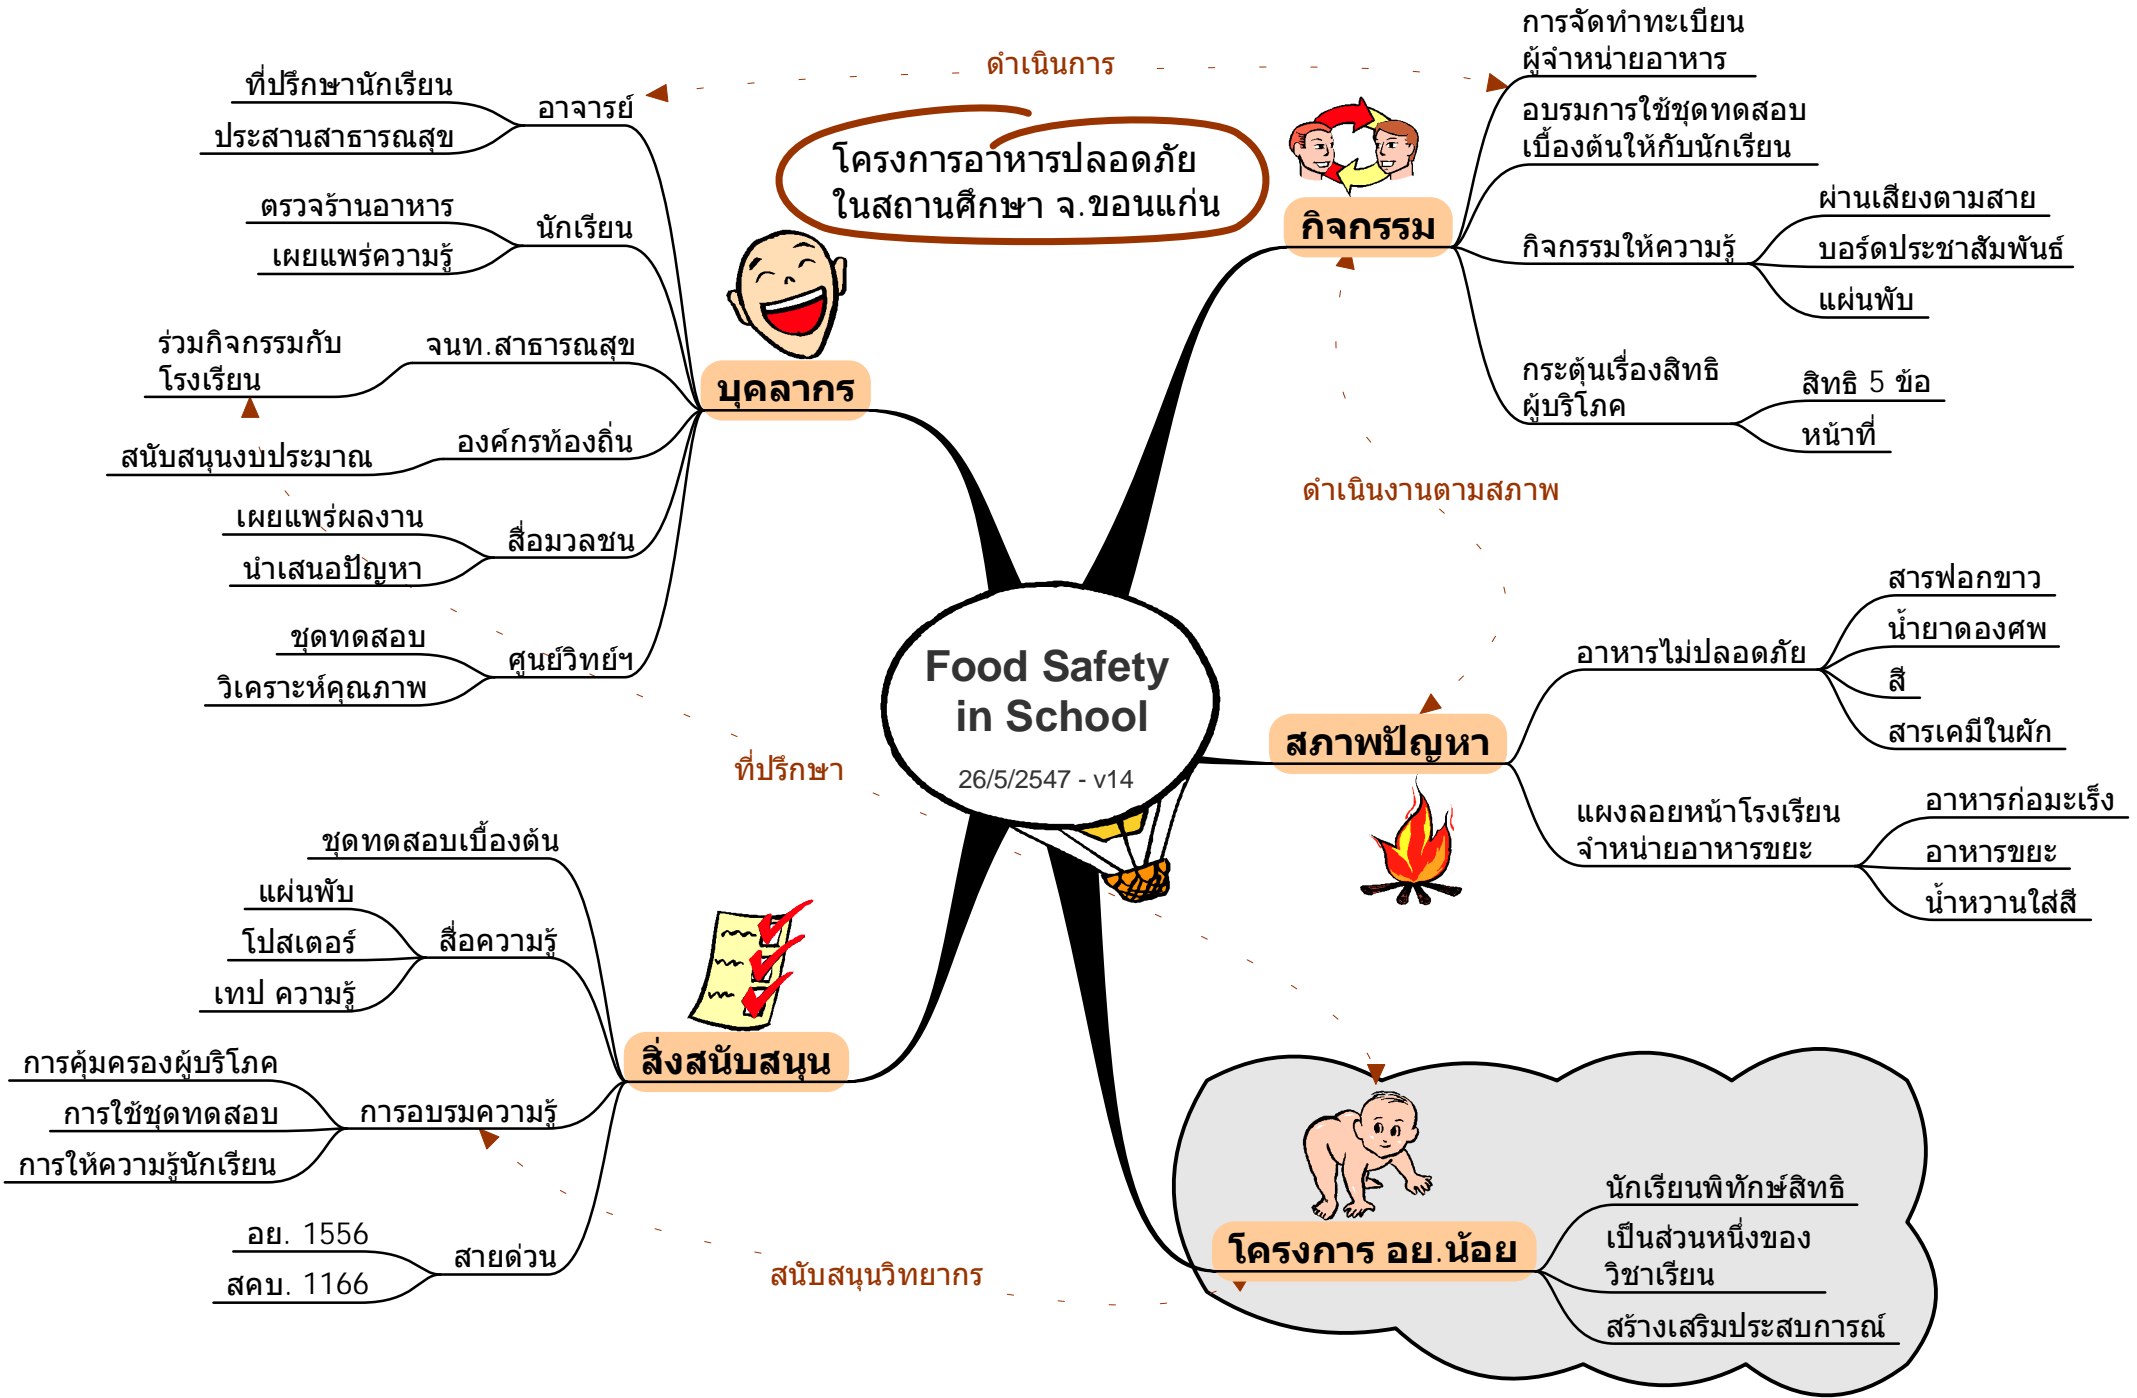 โครงการอาหารปลอดภัย
ในสถานศึกษา จ.ขอนแก่น
Food Safety
in School
26/5/2547 - v14
กิจกรรม
การจัดทำทะเบียน
ผู้จำหน่ายอาหาร
อบรมการใช้ชุดทดสอบ
เบื้องต้นให้กับนักเรียน
กิจกรรมให้ความรู้
ผ่านเสียงตามสาย
บอร์ดประชาสัมพันธ์
แผ่นพับ
กระตุ้นเรื่องสิทธิ
ผู้บริโภค
สิทธิ 5 ข้อ
หน้าที่
สภาพปัญหา
อาหารไม่ปลอดภัย
สารฟอกขาว
น้ำยาดองศพ
สี
สารเคมีในผัก
แผงลอยหน้าโรงเรียน
จำหน่ายอาหารขยะ
อาหารก่อมะเร็ง
อาหารขยะ
น้ำหวานใส่สี
โครงการ อย.น้อย
นักเรียนพิทักษ์สิทธิ
เป็นส่วนหนึ่งของ
วิชาเรียน
สร้างเสริมประสบการณ์
สิ่งสนับสนุน
ชุดทดสอบเบื้องต้น
สื่อความรู้
แผ่นพับ
โปสเตอร์
เทป ความรู้
การอบรมความรู้
การคุ้มครองผู้บริโภค
การใช้ชุดทดสอบ
การให้ความรู้นักเรียน
สายด่วน
อย. 1556
สคบ. 1166
บุคลากร
อาจารย์
ที่ปรึกษานักเรียน
ประสานสาธารณสุข
นักเรียน
ตรวจร้านอาหาร
เผยแพร่ความรู้
จนท.สาธารณสุข
ร่วมกิจกรรมกับ
โรงเรียน
องค์กรท้องถิ่น
สนับสนุนงบประมาณ
สื่อมวลชน
เผยแพร่ผลงาน
นำเสนอปัญหา
ศูนย์วิทย์ฯ
ชุดทดสอบ
วิเคราะห์คุณภาพ
ดำเนินการ
ดำเนินงานตามสภาพ
ที่ปรึกษา
สนับสนุนวิทยากร